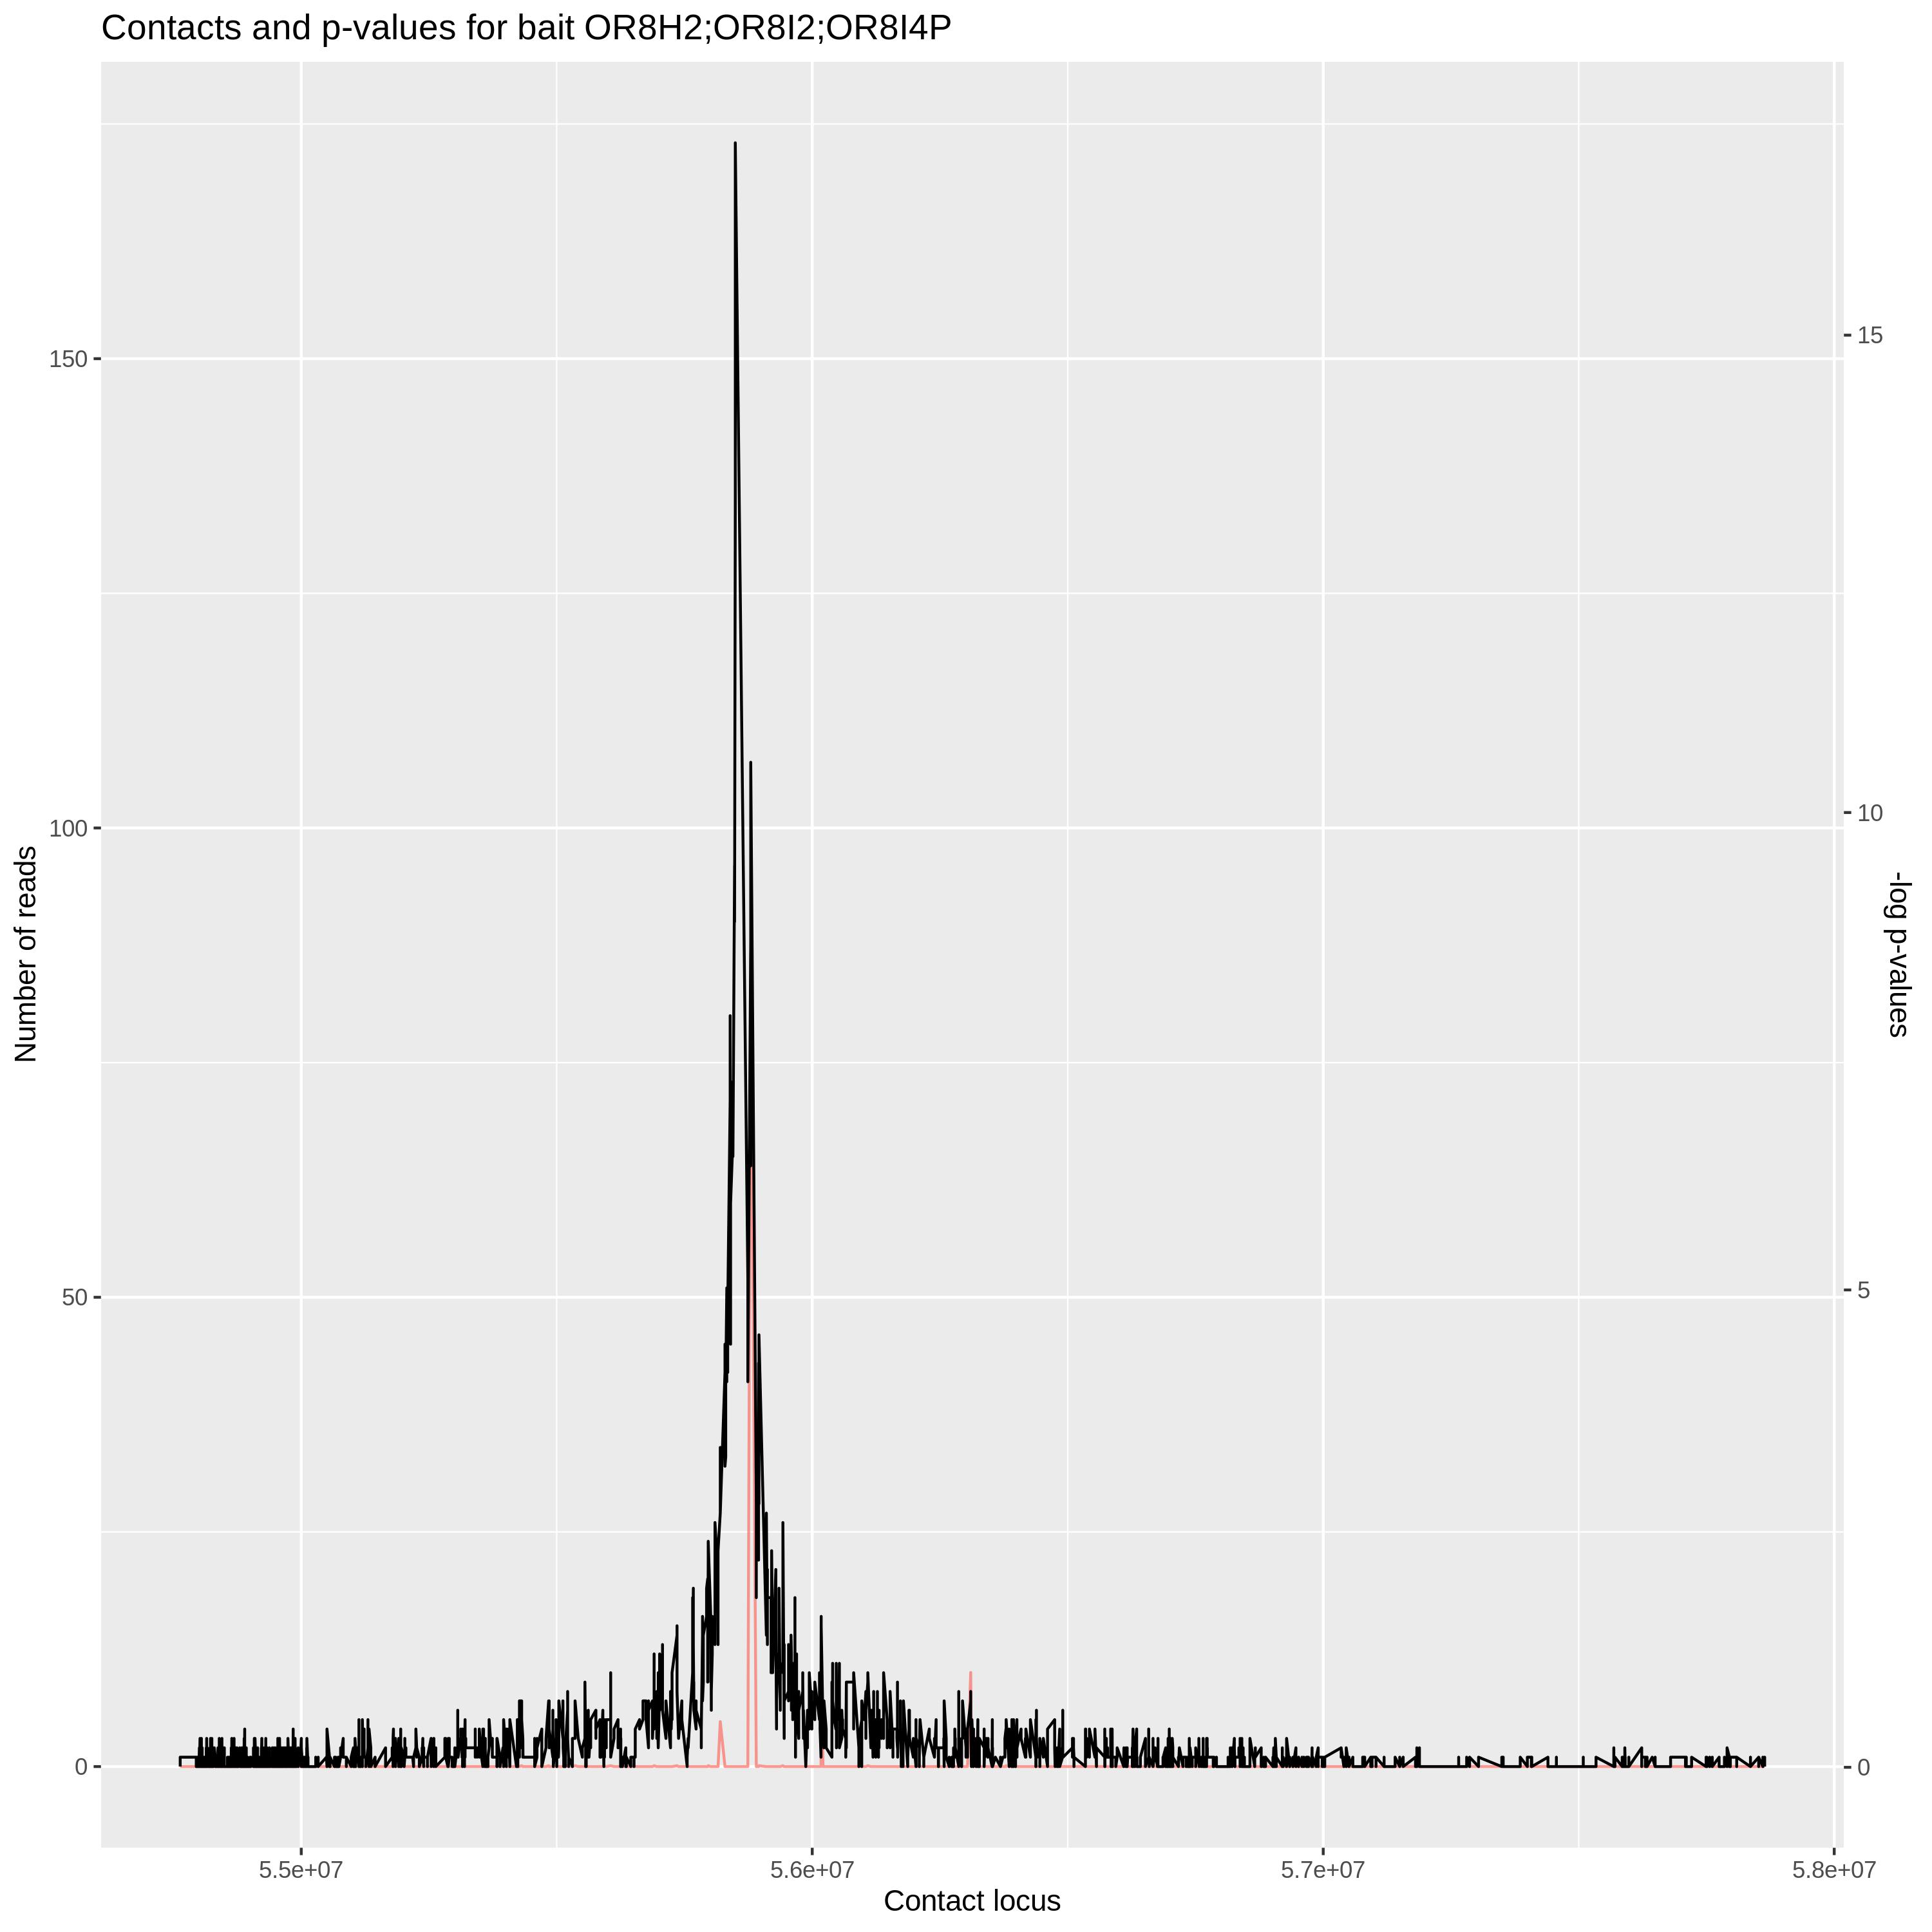 Contacts and p-values for bait OR8H2;OR8I2;OR8I4P
150
100
50
0
15
10
5
0
Number of reads
-log p-values
5.5e+07
5.6e+07
5.7e+07
5.8e+07
Contact locus